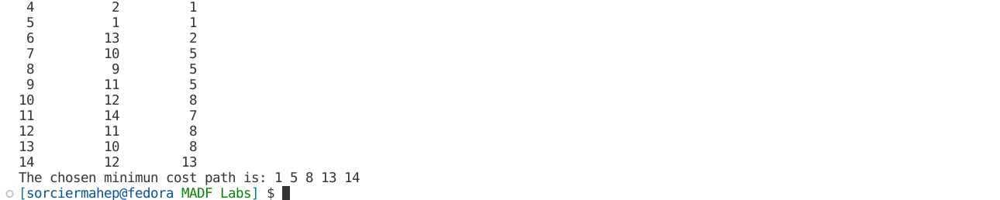 4 2 1
5 1 1
6 13 2
7 10 5
8 9 5
9 11 5
10 12 8
11 14 7
12 11 8
13 10 8
14 12 13
The chosen minimun cost path is: 1 5 8 13 14
[sorciermahep@fedora MADF Labs] $